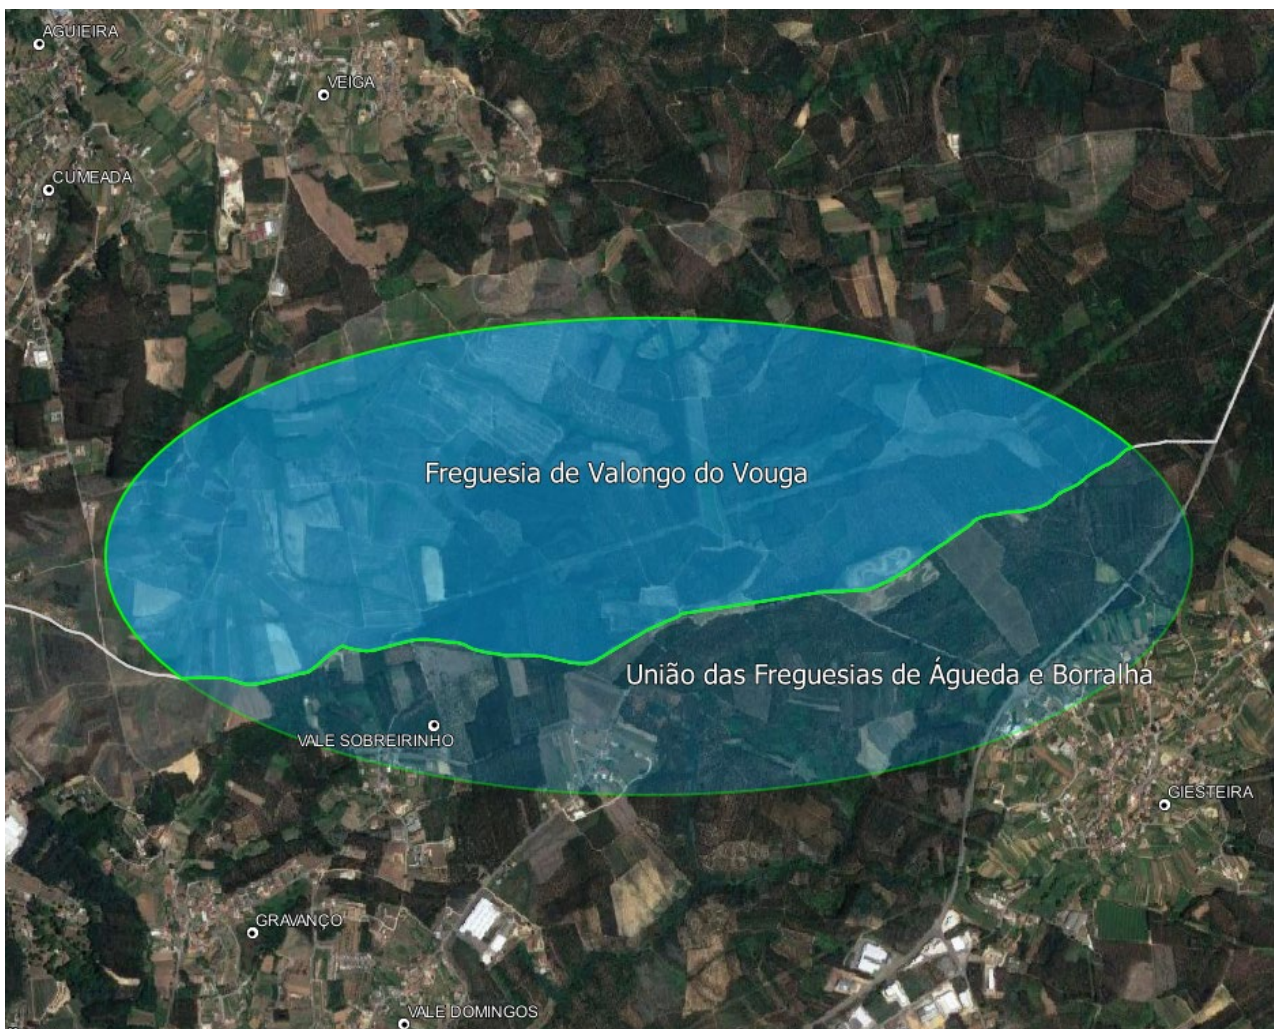 AGUIEIRA
VEIGA
CUMEADA
Freguesia de Valongo do Vouga
União das Freguesias de Águeda e Borralha
VALE SOBREIRINHO
GIESTEIRA
GRAVANÇO
VALE DOMINGOS